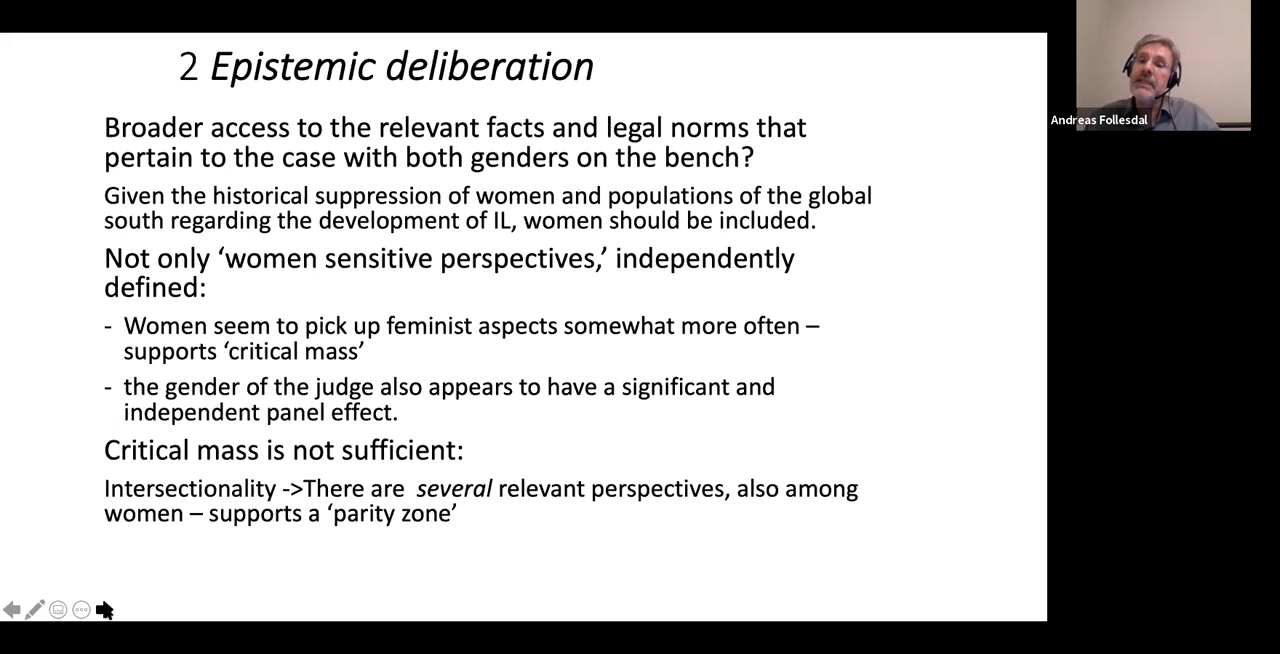 2 Epistemic deliberation
Broader access to the relevant facts and legal norms that
pertain to the case with both genders on the bench?
Given the historical suppression of women and populations of the global
south regarding the development of IL, women should be included.
Not only ‘women sensitive perspectives,’ independently
defined:
- Women seem to pick up feminist aspects somewhat more often –
supports ‘critical mass’
- the gender of the judge also appears to have a significant and
independent panel effect.
Critical mass is not sufficient:
Intersectionality ->There are several relevant perspectives, also among
women – supports a ‘parity zone’
Andreas Follesdal